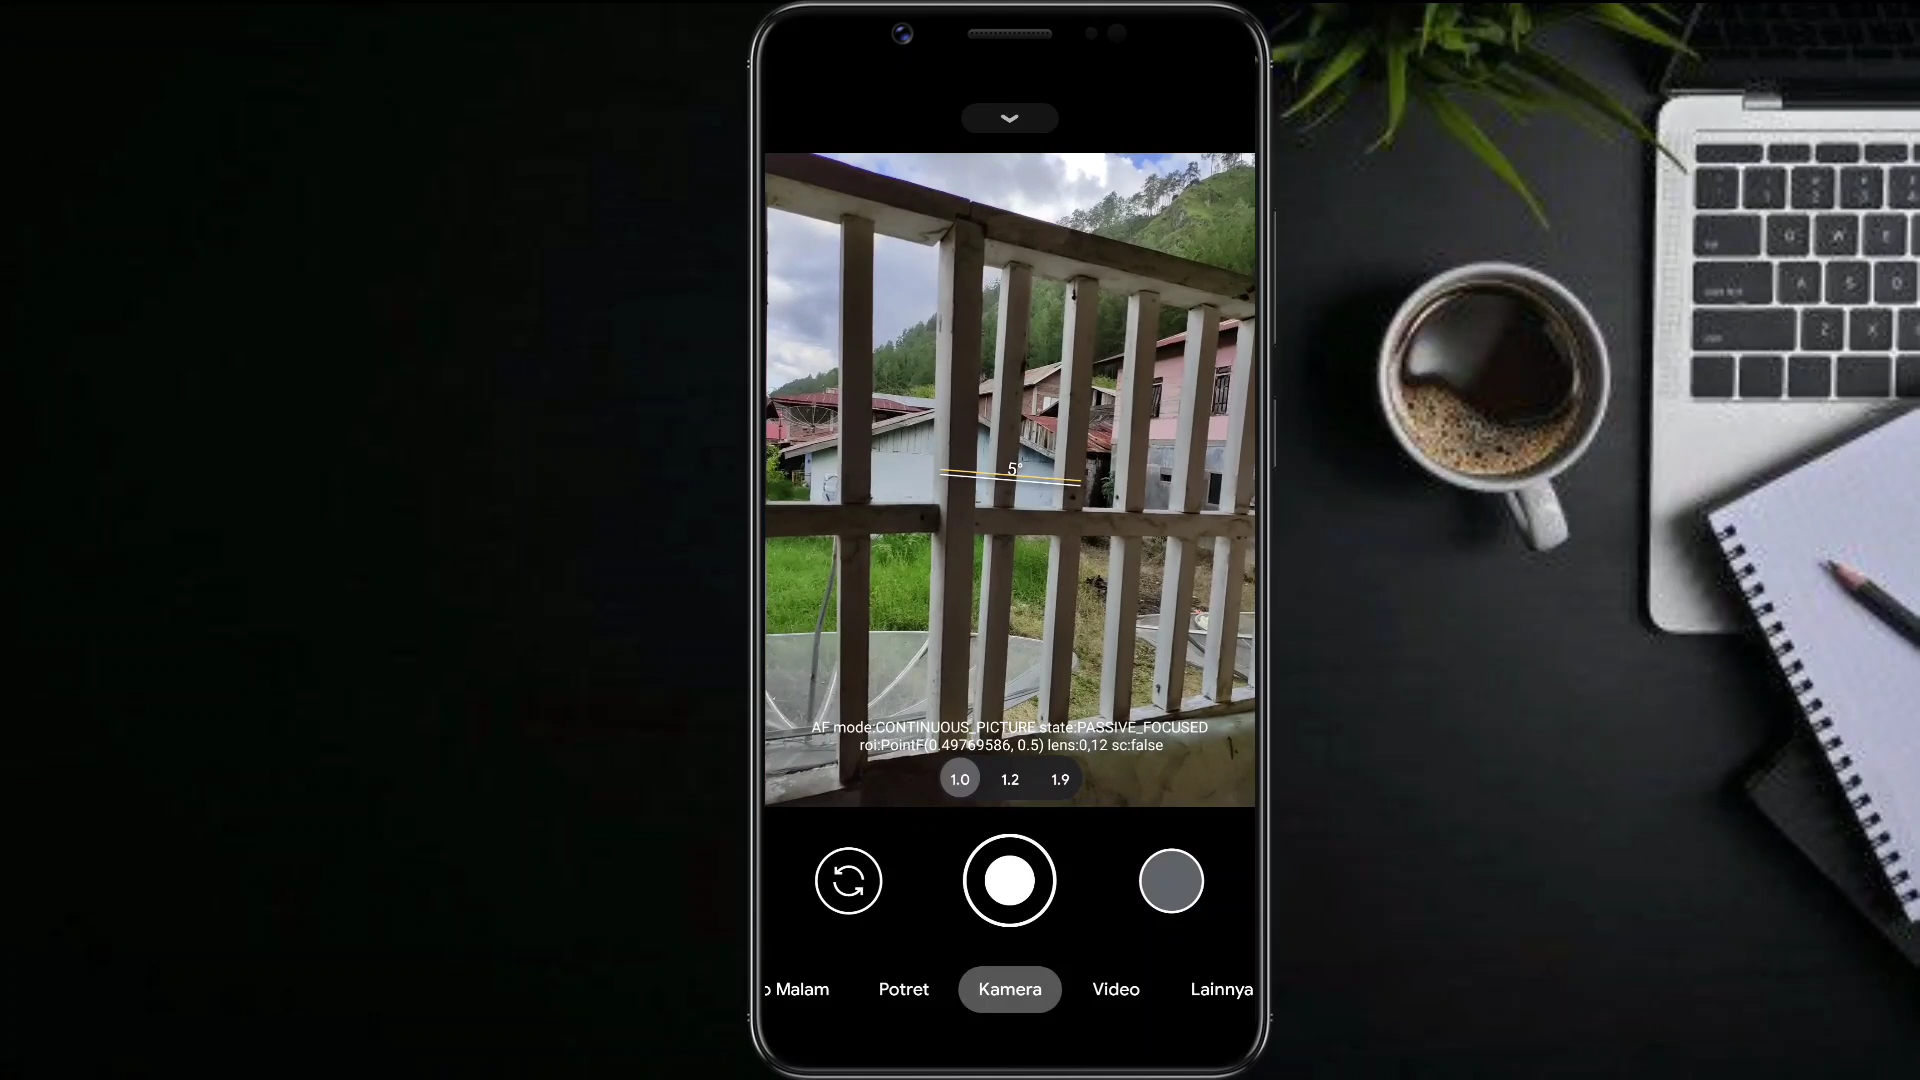 5°
AF mode:CONTINUOUS_PICTURE state:PASSIVE_FOCUSED
roi:PointF(0.49769586, 0.5) lens:0,12 sc:false
1.0 1.2 1.9
o Malam Potret Kamera Video Lainnya
Q W E
A S D
Z X